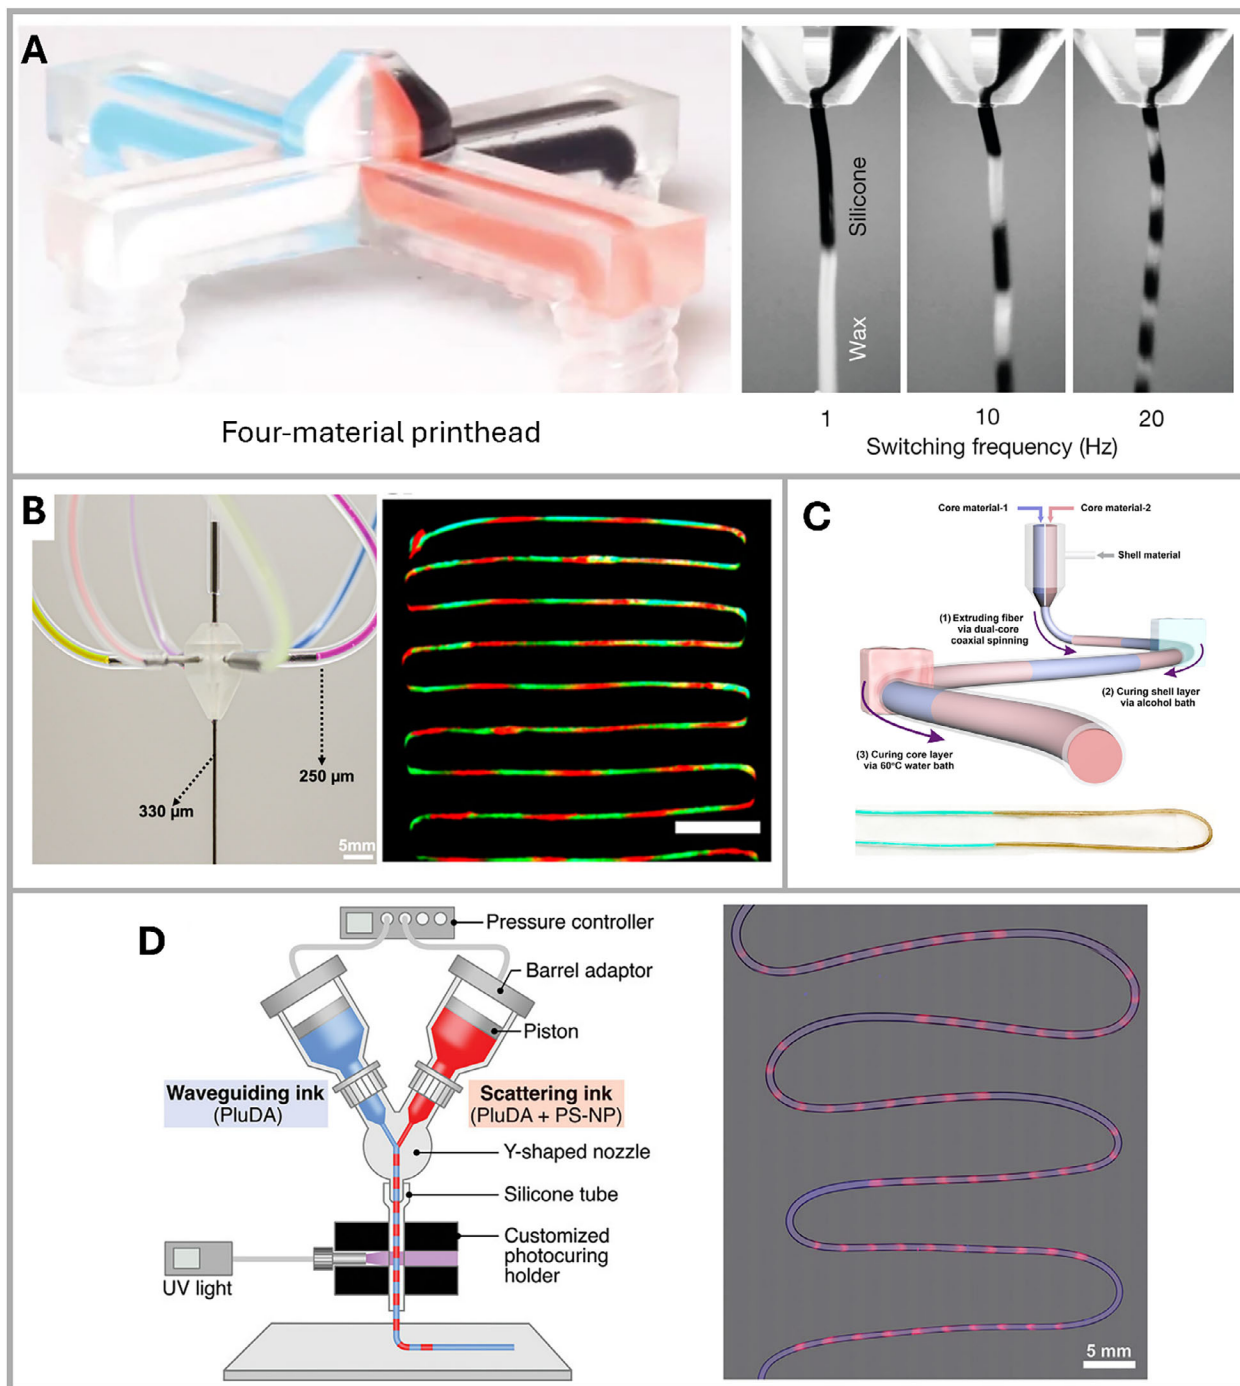 A
Silicone
Wax
1
10
20
Switching frequency (Hz)
Four-material printhead
B
250 µm
330 µm
5mm
C
Core material-1
Core material-2
Shell material
(1) Extruding fiber
via dual-core
coaxial spinning
(2) Curing shell layer
via alcohol bath
(3) Curing core layer
via 60°C water bath
D
Pressure controller
Barrel adaptor
Piston
Waveguiding ink
(PluDA)
Scattering ink
(PluDA + PS-NP)
Y-shaped nozzle
Silicone tube
Customized
photocuring
holder
UV light
5 mm